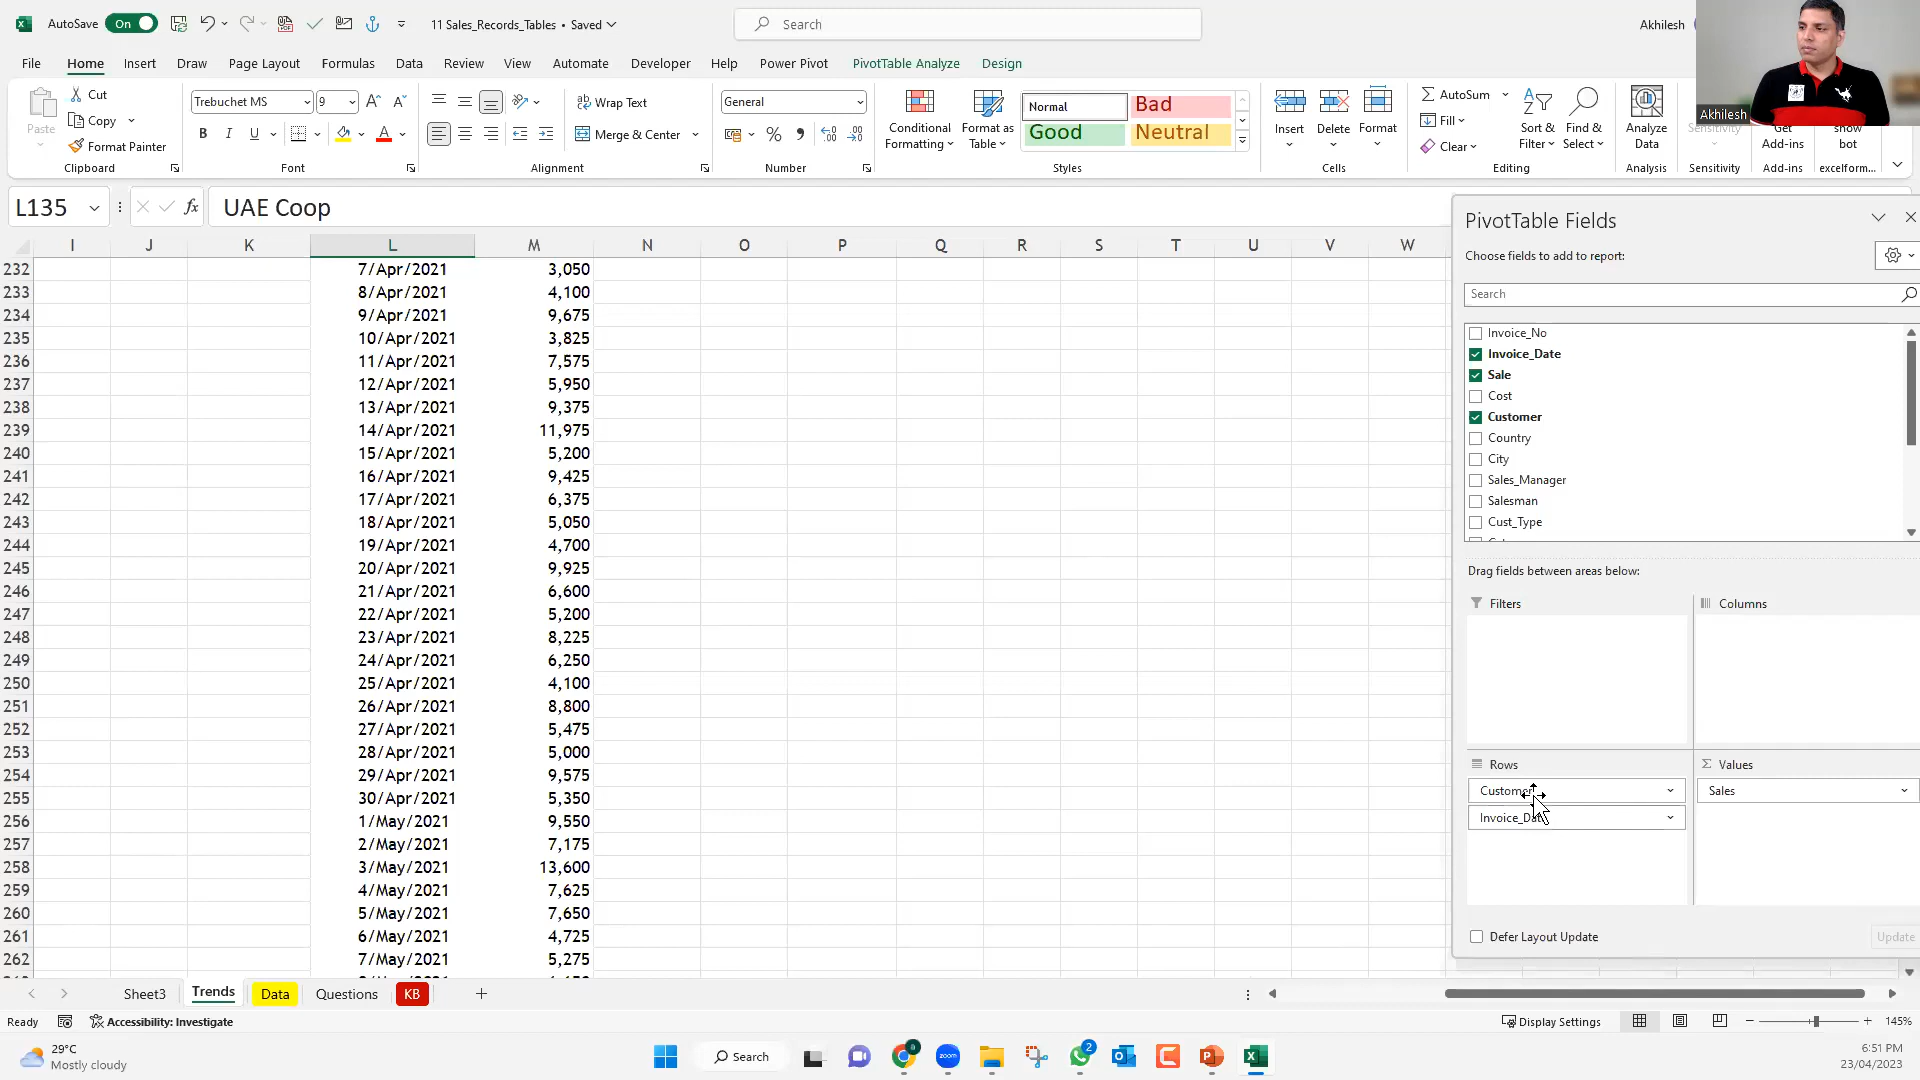 AutoSave On 11 Sales_Records_Tables • Saved Search Akhilesh
File Home Insert Draw Page Layout Formulas Data Review View Automate Developer Help Power Pivot PivotTable Analyze Design
Paste Cut Copy Format Painter Clipboard
Trebuchet MS 9 B I U A Font
Wrap Text Merge & Center Alignment
General % Number
Conditional Formatting Format as Table Normal Bad Good Neutral Styles
Insert Delete Format Cells
AutoSum Fill Clear Sort & Filter Find & Select Editing
Analyze Data Analysis
Sensitivity Sensitivity
Get Add-ins Add-ins
show bot excelform...
Akhilesh
L135 fx UAE Coop
I J K L M N O P Q R S T U V W
232 7/Apr/2021 3,050
233 8/Apr/2021 4,100
234 9/Apr/2021 9,675
235 10/Apr/2021 3,825
236 11/Apr/2021 7,575
237 12/Apr/2021 5,950
238 13/Apr/2021 9,375
239 14/Apr/2021 11,975
240 15/Apr/2021 5,200
241 16/Apr/2021 9,425
242 17/Apr/2021 6,375
243 18/Apr/2021 5,050
244 19/Apr/2021 4,700
245 20/Apr/2021 9,925
246 21/Apr/2021 6,600
247 22/Apr/2021 5,200
248 23/Apr/2021 8,225
249 24/Apr/2021 6,250
250 25/Apr/2021 4,100
251 26/Apr/2021 8,800
252 27/Apr/2021 5,475
253 28/Apr/2021 5,000
254 29/Apr/2021 9,575
255 30/Apr/2021 5,350
256 1/May/2021 9,550
257 2/May/2021 7,175
258 3/May/2021 13,600
259 4/May/2021 7,625
260 5/May/2021 7,650
261 6/May/2021 4,725
262 7/May/2021 5,275
PivotTable Fields
Choose fields to add to report:
Search
Invoice_No
Invoice_Date
Sale
Cost
Customer
Country
City
Sales_Manager
Salesman
Cust_Type
Drag fields between areas below:
Filters Columns
Rows Values
Customer Sales
Invoice_Date
Defer Layout Update Update
Sheet3 Trends Data Questions KB
Ready Accessibility: Investigate Display Settings 145%
29°C
Mostly cloudy
Search
zoom
2
6:51 PM
23/04/2023